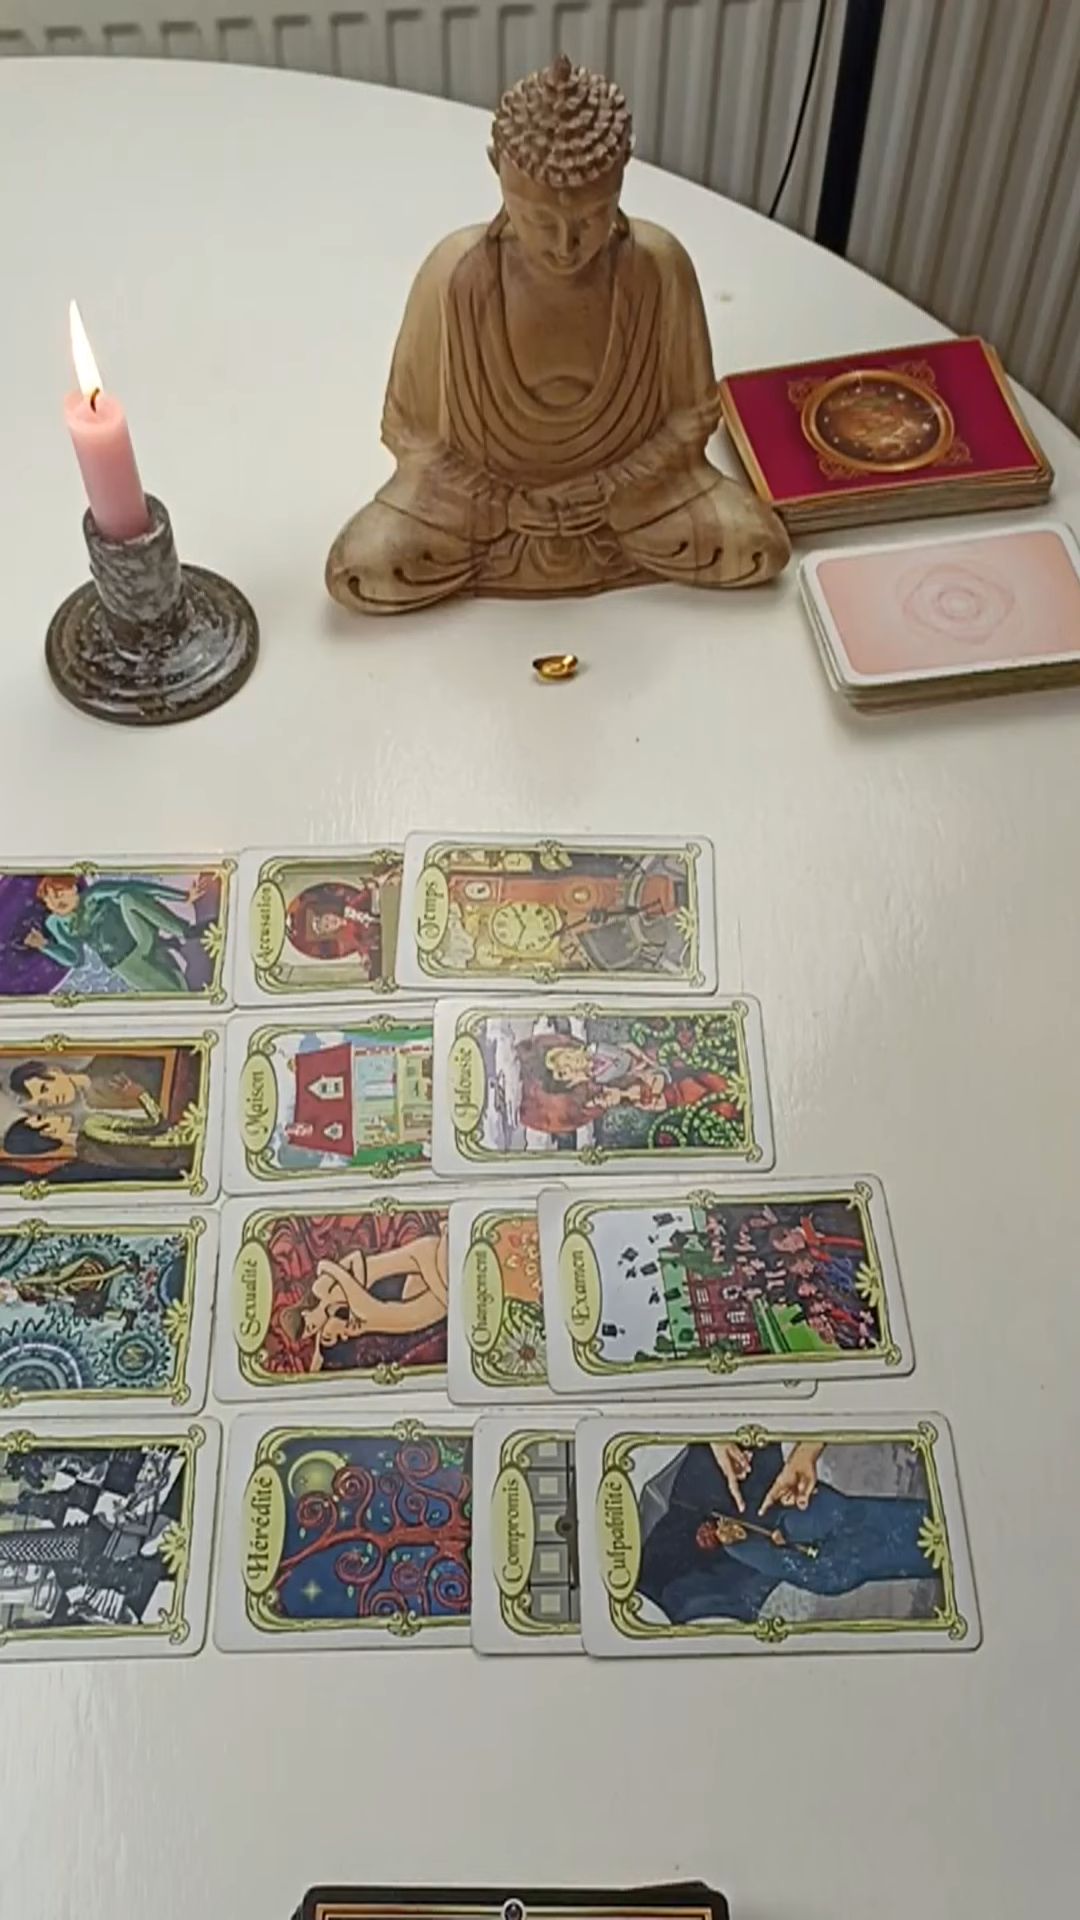 Accusation
Temps
Maison
Jalousie
Sexualité
Changement
Examen
Hérédité
Compromis
Culpabilité